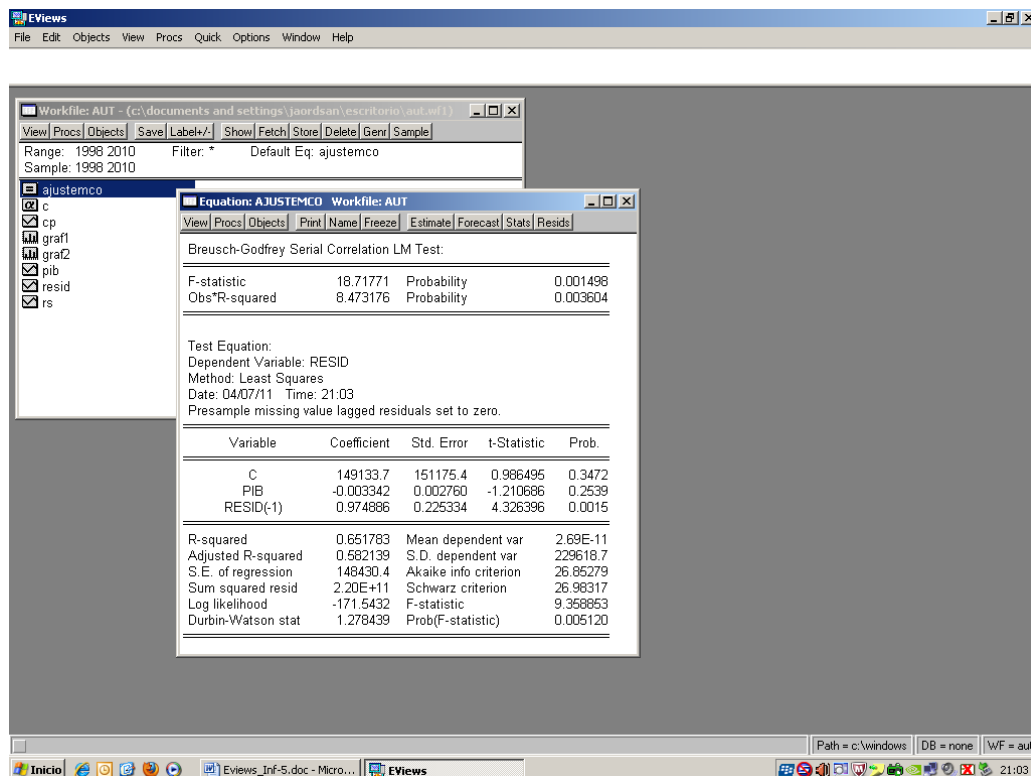 EViews
File Edit Objects View Procs Quick Options Window Help
Workfile: AUT - (c:\documents and settings\jaordsan\escritorio\aut.wf1)
View Procs Objects Save Label+/- Show Fetch Store Delete Genr Sample
Range: 1998 2010 Filter: * Default Eq: ajustemco
Sample: 1998 2010
ajustemco
c
cp
graf1
graf2
pib
resid
rs
Equation: AJUSTEMCO Workfile: AUT
View Procs Objects Print Name Freeze Estimate Forecast Stats Resids
Breusch-Godfrey Serial Correlation LM Test:
F-statistic 18.71771 Probability 0.001498
Obs*R-squared 8.473176 Probability 0.003604
Test Equation:
Dependent Variable: RESID
Method: Least Squares
Date: 04/07/11 Time: 21:03
Presample missing value lagged residuals set to zero.
Variable Coefficient Std. Error t-Statistic Prob.
C 149133.7 151175.4 0.986495 0.3472
PIB -0.003342 0.002760 -1.210686 0.2539
RESID(-1) 0.974886 0.225334 4.326396 0.0015
R-squared 0.651783 Mean dependent var 2.69E-11
Adjusted R-squared 0.582139 S.D. dependent var 229618.7
S.E. of regression 148430.4 Akaike info criterion 26.85279
Sum squared resid 2.20E+11 Schwarz criterion 26.98317
Log likelihood -171.5432 F-statistic 9.358853
Durbin-Watson stat 1.278439 Prob(F-statistic) 0.005120
Path = c:\windows DB = none WF = aut
Inicio Eviews_Inf-5.doc - Micro... EViews 21:03